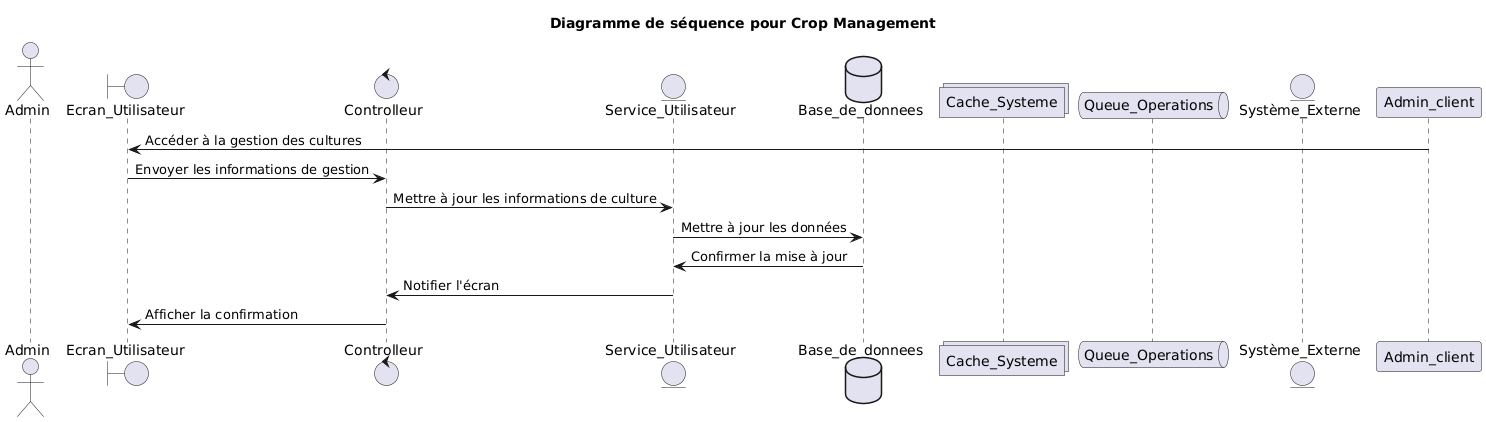 Diagramme de séquence pour Crop Management
Admin
Ecran_Utilisateur
Controlleur
Service_Utilisateur
Base_de_donnees
Cache_Systeme
Queue_Operations
Système_Externe
Admin_client
Accéder à la gestion des cultures
Envoyer les informations de gestion
Mettre à jour les informations de culture
Mettre à jour les données
Confirmer la mise à jour
Notifier l'écran
Afficher la confirmation
Admin
Ecran_Utilisateur
Controlleur
Service_Utilisateur
Base_de_donnees
Cache_Systeme
Queue_Operations
Système_Externe
Admin_client